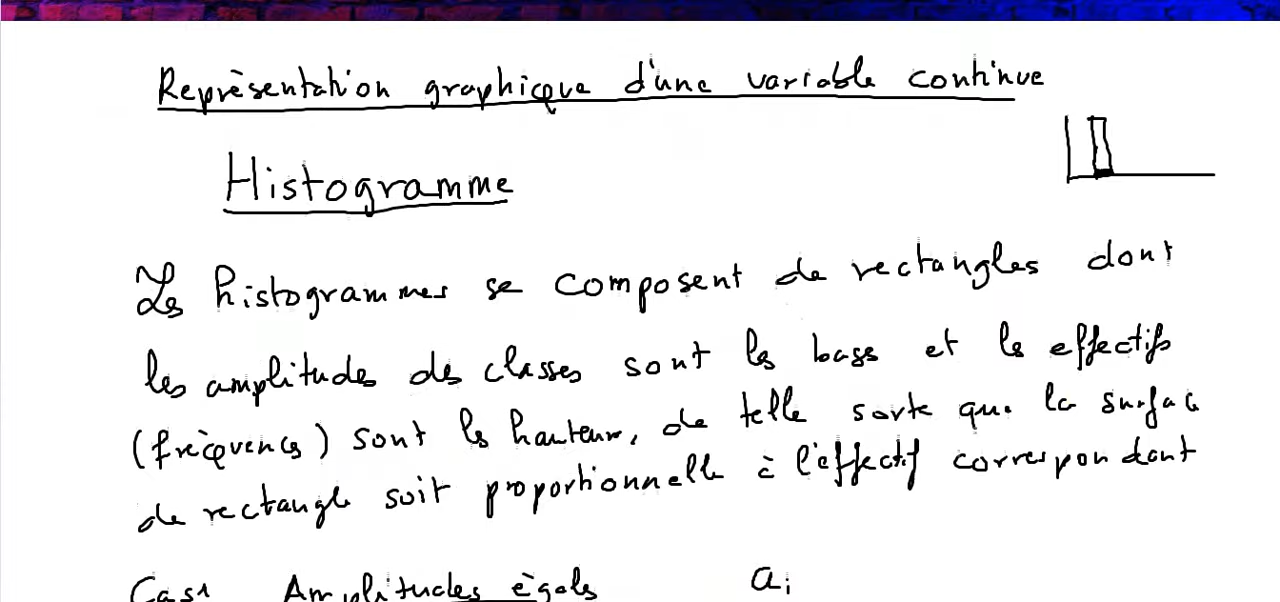 Représentation graphique d'une variable continue
Histogramme
Les histogrammes se composent de rectangles dont
les amplitudes des classes sont les bases et les effectifs
(fréquences) sont les hauteurs, de telle sorte que la surface
de rectangle soit proportionnelle à l'effectif correspondant
Cas1 Amplitudes égales ai